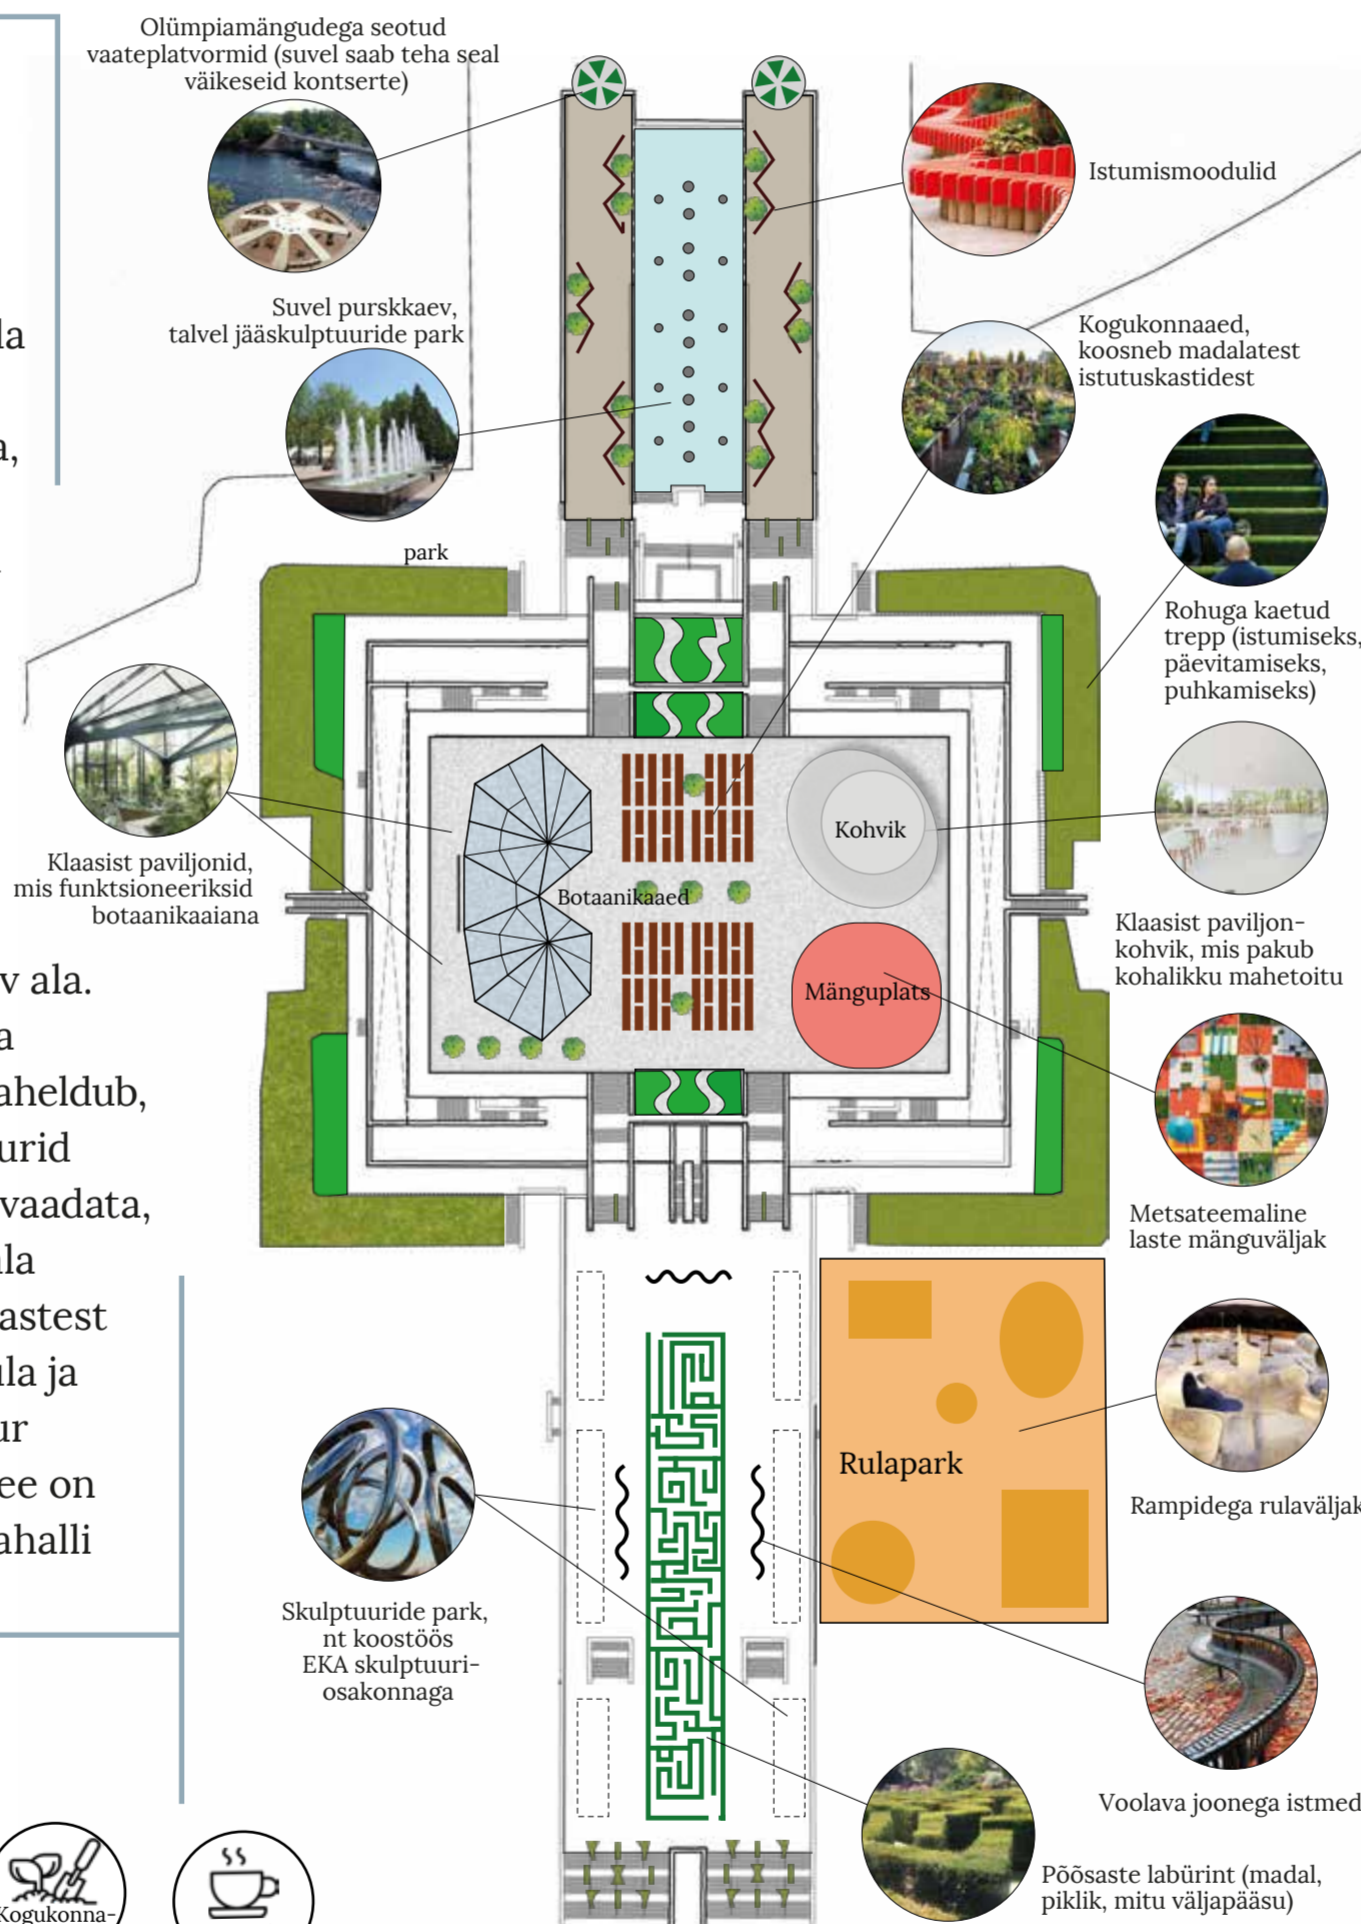 Olümpiamängudega seotud
vaateplatvormid (suvel saab teha seal
väikeseid kontserte)
Istumismoodulid
Suvel purskkaev,
talvel jääskulptuuride park
Kogukonnaaed,
koosneb madalatest
istutuskastidest
park
Rohuga kaetud
trepp (istumiseks,
päevitamiseks,
puhkamiseks)
Klaasist paviljonid,
mis funktsioneeriksid
botaanikaaiana
Kohvik
Botaanikaaed
Klaasist paviljon-
kohvik, mis pakub
kohalikku mahetoitu
Mänguplats
Metsateemaline
laste mänguväljak
v ala.
aheldub,
urid
vaadata,
astest
ila ja
ur
ee on
ahalli
Rulapark
Rampidega rulaväljak
Skulptuuride park,
nt koostöös
EKA skulptuuri-
osakonnaga
Voolava joonega istmed
Põõsaste labürint (madal,
piklik, mitu väljapääsu)
Kogukonna-